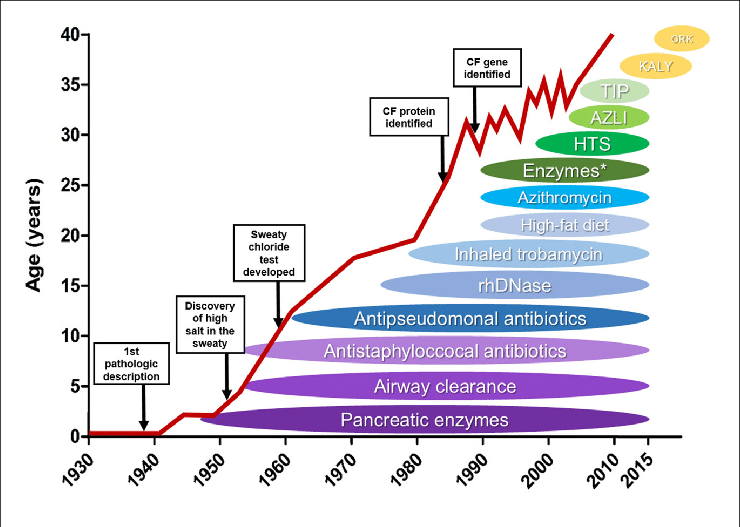 40
35
30
25
20
15
10
5
0
Age (years)
1930
1940
1950
1960
1970
1980
1990
2000
2010
2015
1st
pathologic
description
Discovery
of high
salt in the
sweaty
Sweaty
chloride
test
developed
CF protein
identified
CF gene
identified
ORK
KALY
TIP
AZLI
HTS
Enzymes*
Azithromycin
High-fat diet
Inhaled trobamycin
rhDNase
Antipseudomonal antibiotics
Antistaphyloccocal antibiotics
Airway clearance
Pancreatic enzymes